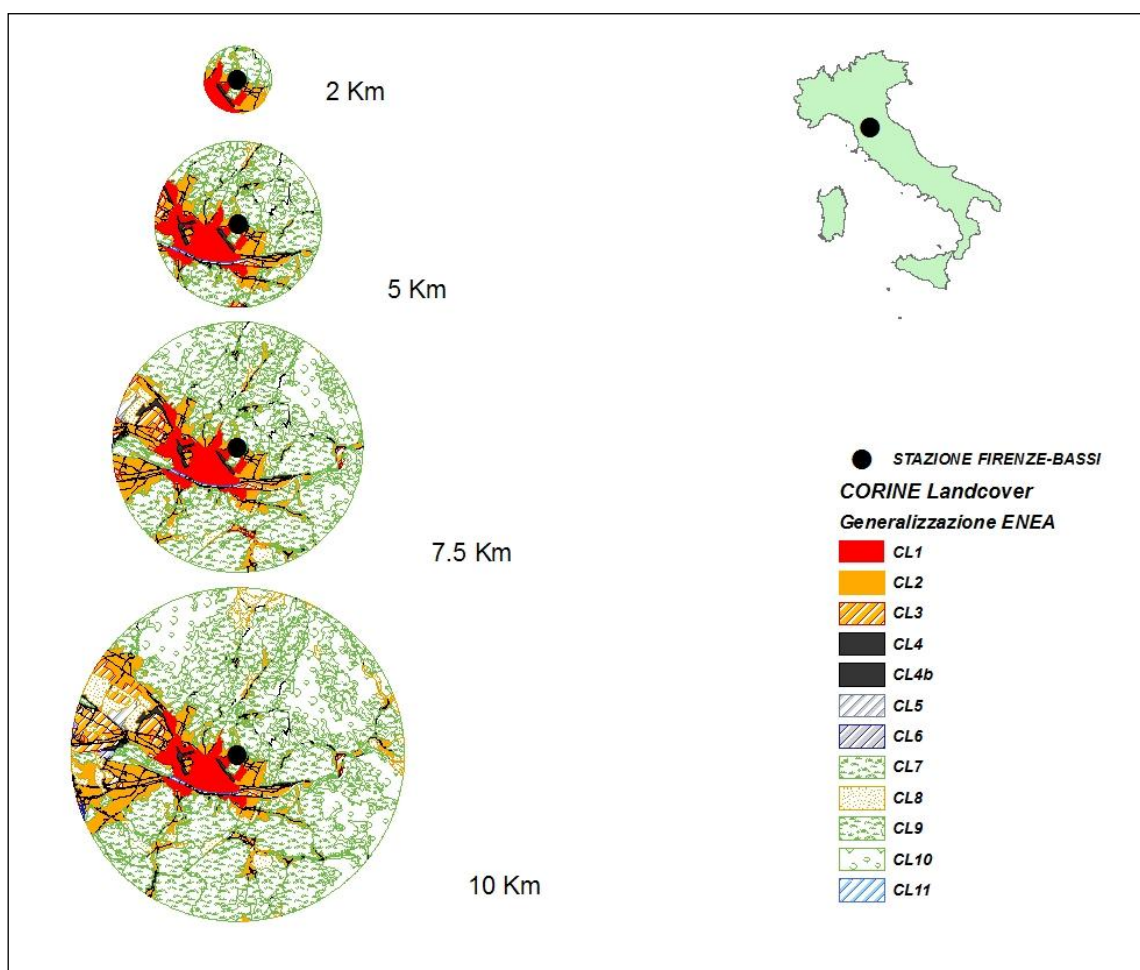 2 Km
5 Km
7.5 Km
10 Km
STAZIONE FIRENZE-BASSI
CORINE Landcover
Generalizzazione ENEA
CL1
CL2
CL3
CL4
CL4b
CL5
CL6
CL7
CL8
CL9
CL10
CL11